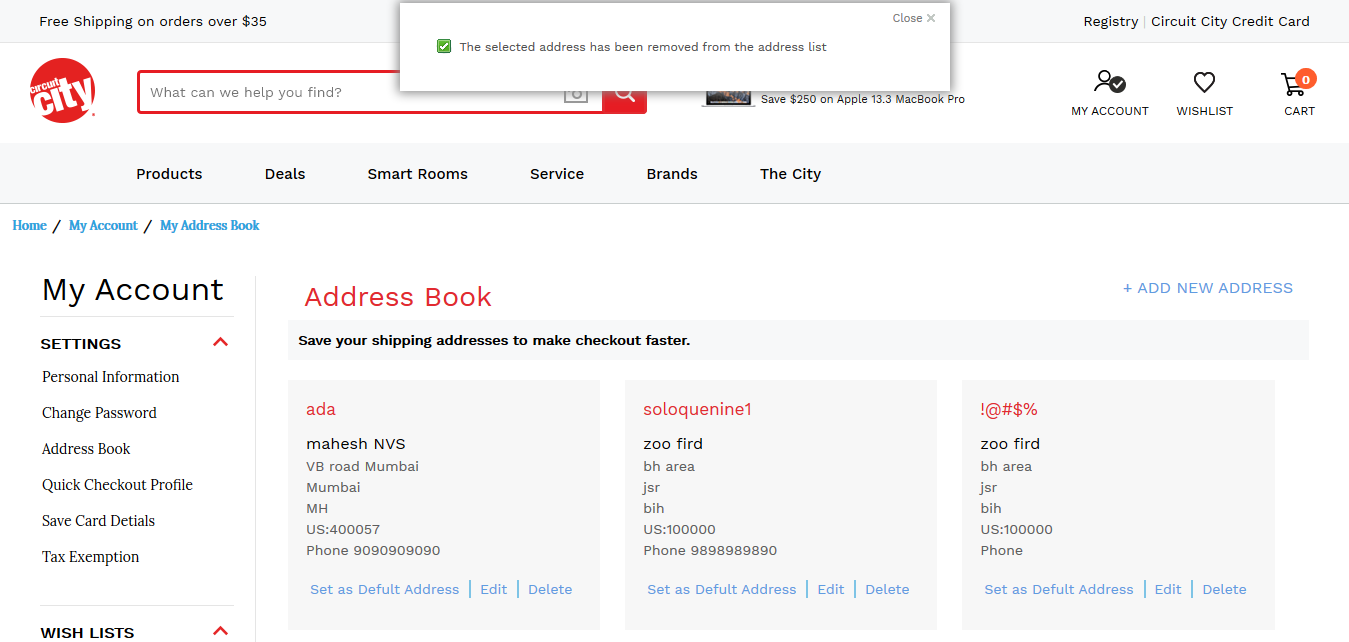 Free Shipping on orders over $35
Close ×
The selected address has been removed from the address list
Registry | Circuit City Credit Card
circuit
city
What can we help you find?
Save $250 on Apple 13.3 MacBook Pro
MY ACCOUNT
WISHLIST
0
CART
Products Deals Smart Rooms Service Brands The City
Home / My Account / My Address Book
My Account
SETTINGS
Personal Information
Change Password
Address Book
Quick Checkout Profile
Save Card Detials
Tax Exemption
WISH LISTS
Address Book
+ ADD NEW ADDRESS
Save your shipping addresses to make checkout faster.
ada
mahesh NVS
VB road Mumbai
Mumbai
MH
US:400057
Phone 9090909090
Set as Defult Address | Edit | Delete
soloquenine1
zoo fird
bh area
jsr
bih
US:100000
Phone 9898989890
Set as Defult Address | Edit | Delete
!@#$%
zoo fird
bh area
jsr
bih
US:100000
Phone
Set as Defult Address | Edit | Delete